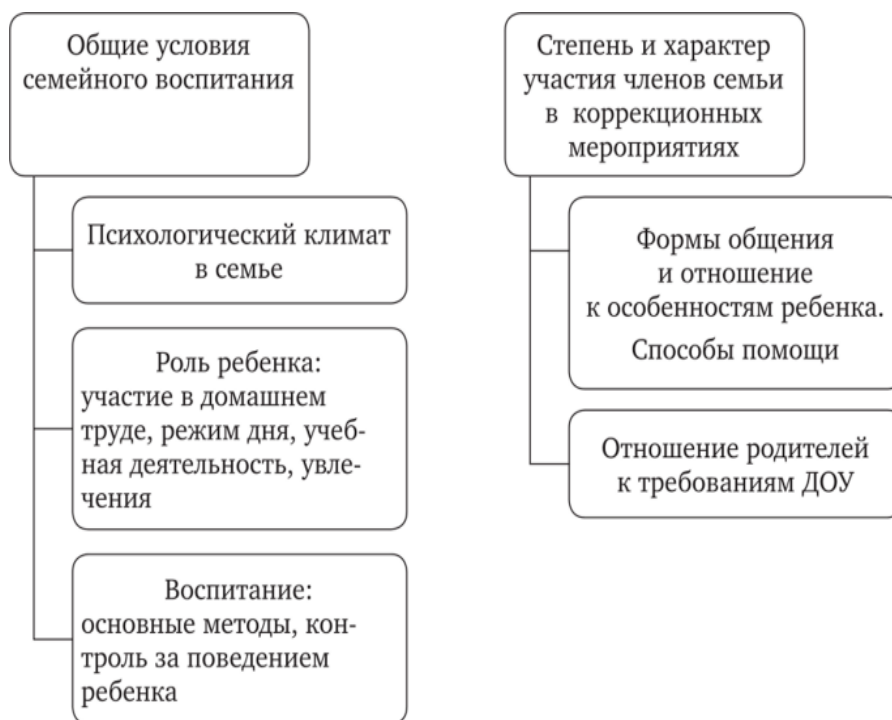 Общие условия
семейного воспитания
Психологический климат
в семье
Роль ребенка:
участие в домашнем
труде, режим дня, учеб-
ная деятельность, увле-
чения
Воспитание:
основные методы, кон-
троль за поведением
ребенка
Степень и характер
участия членов семьи
в коррекционных
мероприятиях
Формы общения
и отношение
к особенностям ребенка.
Способы помощи
Отношение родителей
к требованиям ДОУ